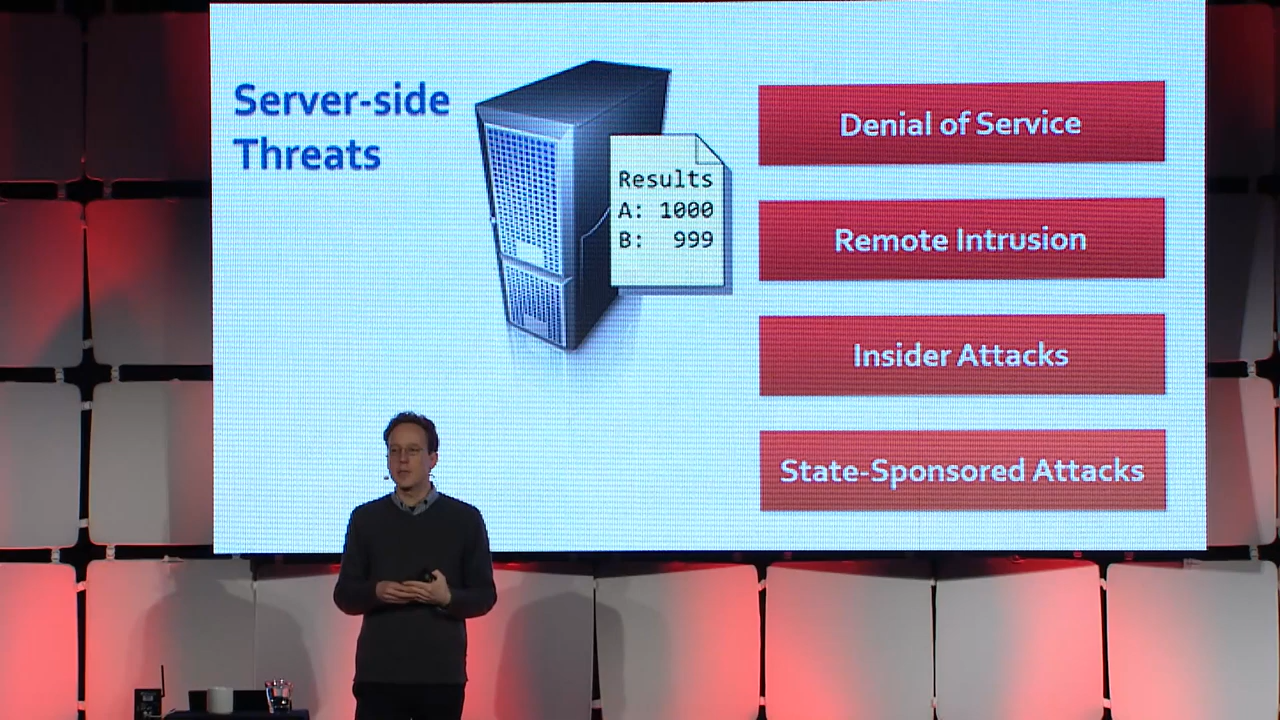 Server-side
Threats
Results
A: 1000
B: 999
Denial of Service
Remote Intrusion
Insider Attacks
State-Sponsored Attacks